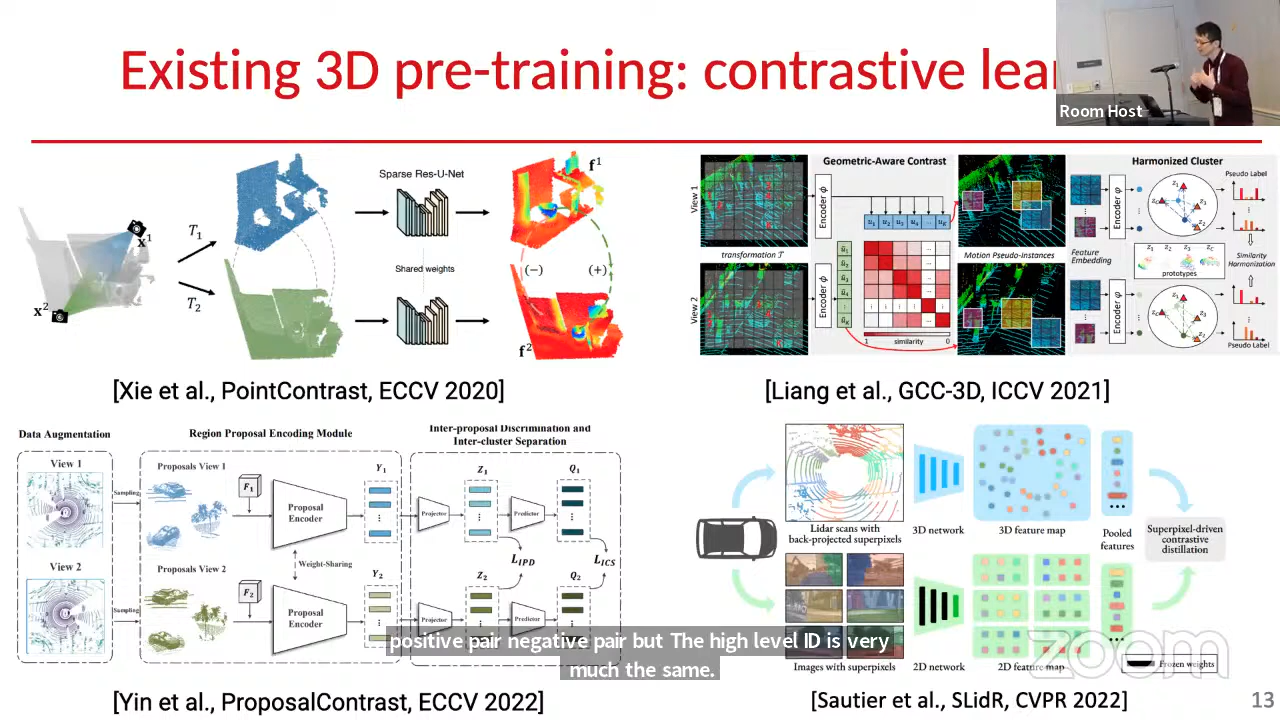 Existing 3D pre-training: contrastive lear
Room Host
Sparse Res-U-Net
Shared weights
T1
T2
x1
x2
f1
f2
(−)
(+)
[Xie et al., PointContrast, ECCV 2020]
Geometric-Aware Contrast
Harmonized Cluster
View 1
View 2
transformation T
Encoder φ
Encoder φ
similarity
1
0
Motion Pseudo-Instances
Feature Embedding
Encoder φ
Encoder φ
prototypes
Pseudo Label
Similarity Harmonization
Pseudo Label
[Liang et al., GCC-3D, ICCV 2021]
Data Augmentation
View 1
View 2
Sampling
Sampling
Region Proposal Encoding Module
Proposals View 1
F1
Proposal Encoder
Y1
Weight-Sharing
Proposals View 2
F2
Proposal Encoder
Y2
Inter-proposal Discrimination and
Inter-cluster Separation
Z1
Q1
Projector
Predictor
LIPD
LICS
Z2
Q2
Projector
Predictor
[Yin et al., ProposalContrast, ECCV 2022]
Lidar scans with
back-projected superpixels
3D network
3D feature map
Pooled
features
Superpixel-driven
contrastive
distillation
Images with superpixels
2D network
2D feature map
Frozen weights
[Sautier et al., SLidR, CVPR 2022]
positive pair negative pair but The high level ID is very
much the same.
zoom
13